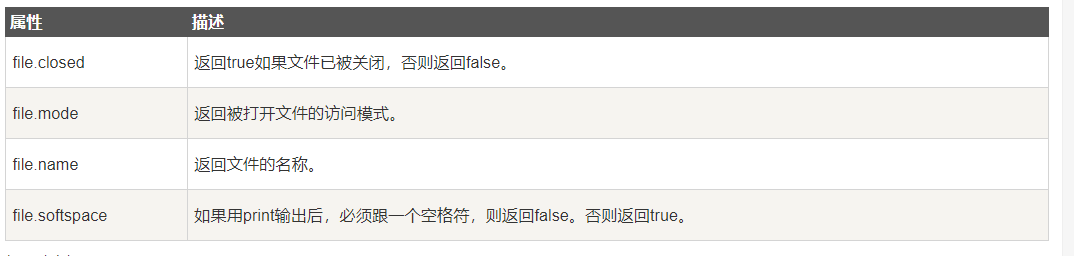 属性 描述
file.closed 返回true如果文件已被关闭，否则返回false。
file.mode 返回被打开文件的访问模式。
file.name 返回文件的名称。
file.softspace 如果用print输出后，必须跟一个空格符，则返回false。否则返回true。